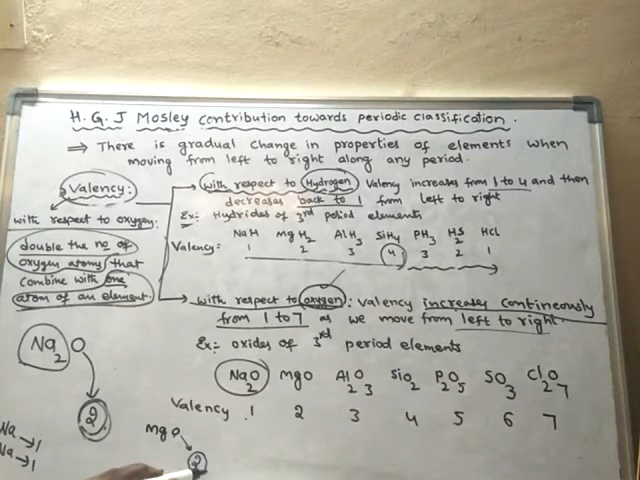 H. G. J Mosley contribution towards periodic classification.
⇒ There is gradual change in properties of elements when
moving from left to right along any period.
Valency:
with respect to oxygen:
double the no of
oxygen atoms that
combine with one
atom of an element.
with respect to Hydrogen Valency increases from 1 to 4 and then
decreases back to 1 from left to right
Ex: Hydrides of 3rd period elements
NaH MgH2 AlH3 SiH4 PH3 H2S HCl
Valency: 1 2 3 4 3 2 1
with respect to oxygen: valency increases contineously
from 1 to 7 as we move from left to right.
Ex:- oxides of 3rd period elements
Na2O MgO Al2O3 SiO2 P2O5 SO3 Cl2O7
Valency 1 2 3 4 5 6 7
Na2O
2
Na → 1
Na → 1
MgO
2